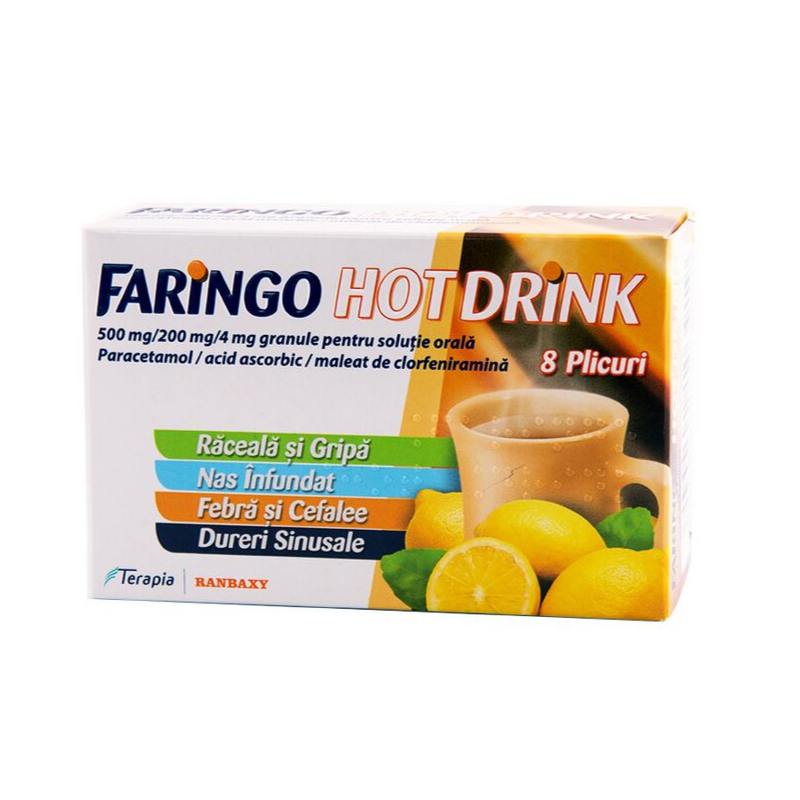 FARINGO HOT DRINK
500 mg/200 mg/4 mg granule pentru soluție orală
Paracetamol / acid ascorbic / maleat de clorfeniramină
8 Plicuri
Răceală și Gripă
Nas Înfundat
Febră și Cefalee
Dureri Sinusale
Terapia
RANBAXY